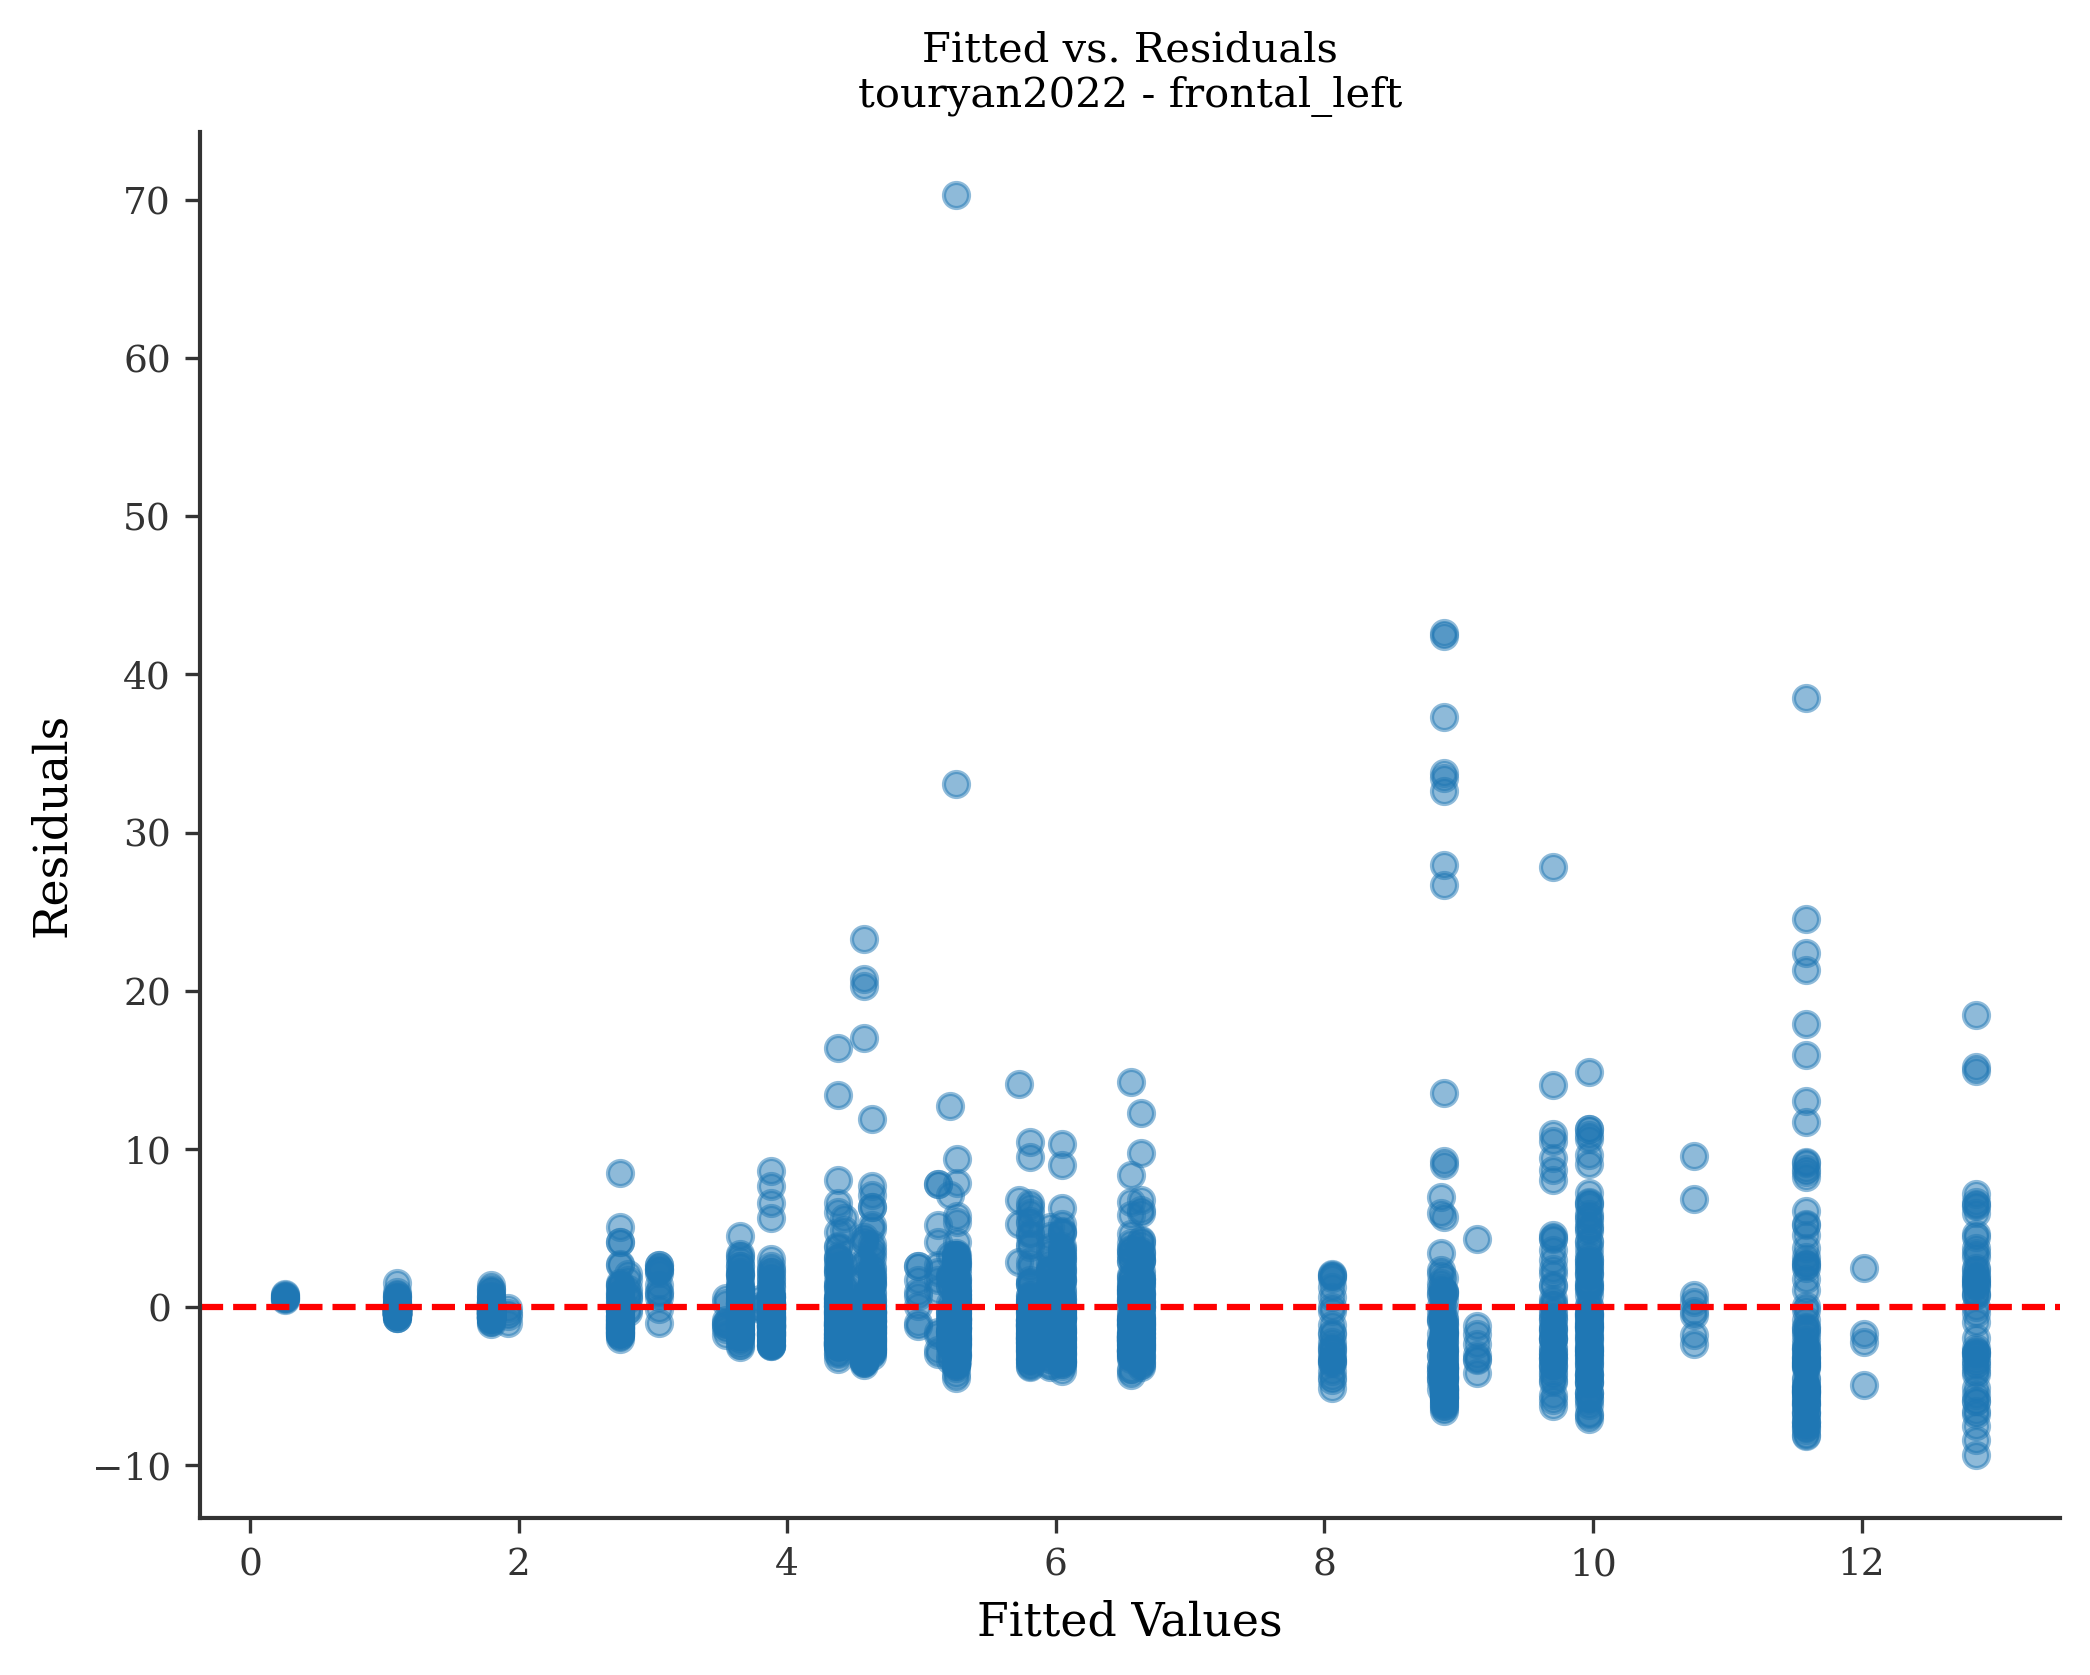 Fitted vs. Residuals
touryan2022 - frontal_left
70
60
50
40
30
20
10
0
−10
Residuals
0 2 4 6 8 10 12
Fitted Values